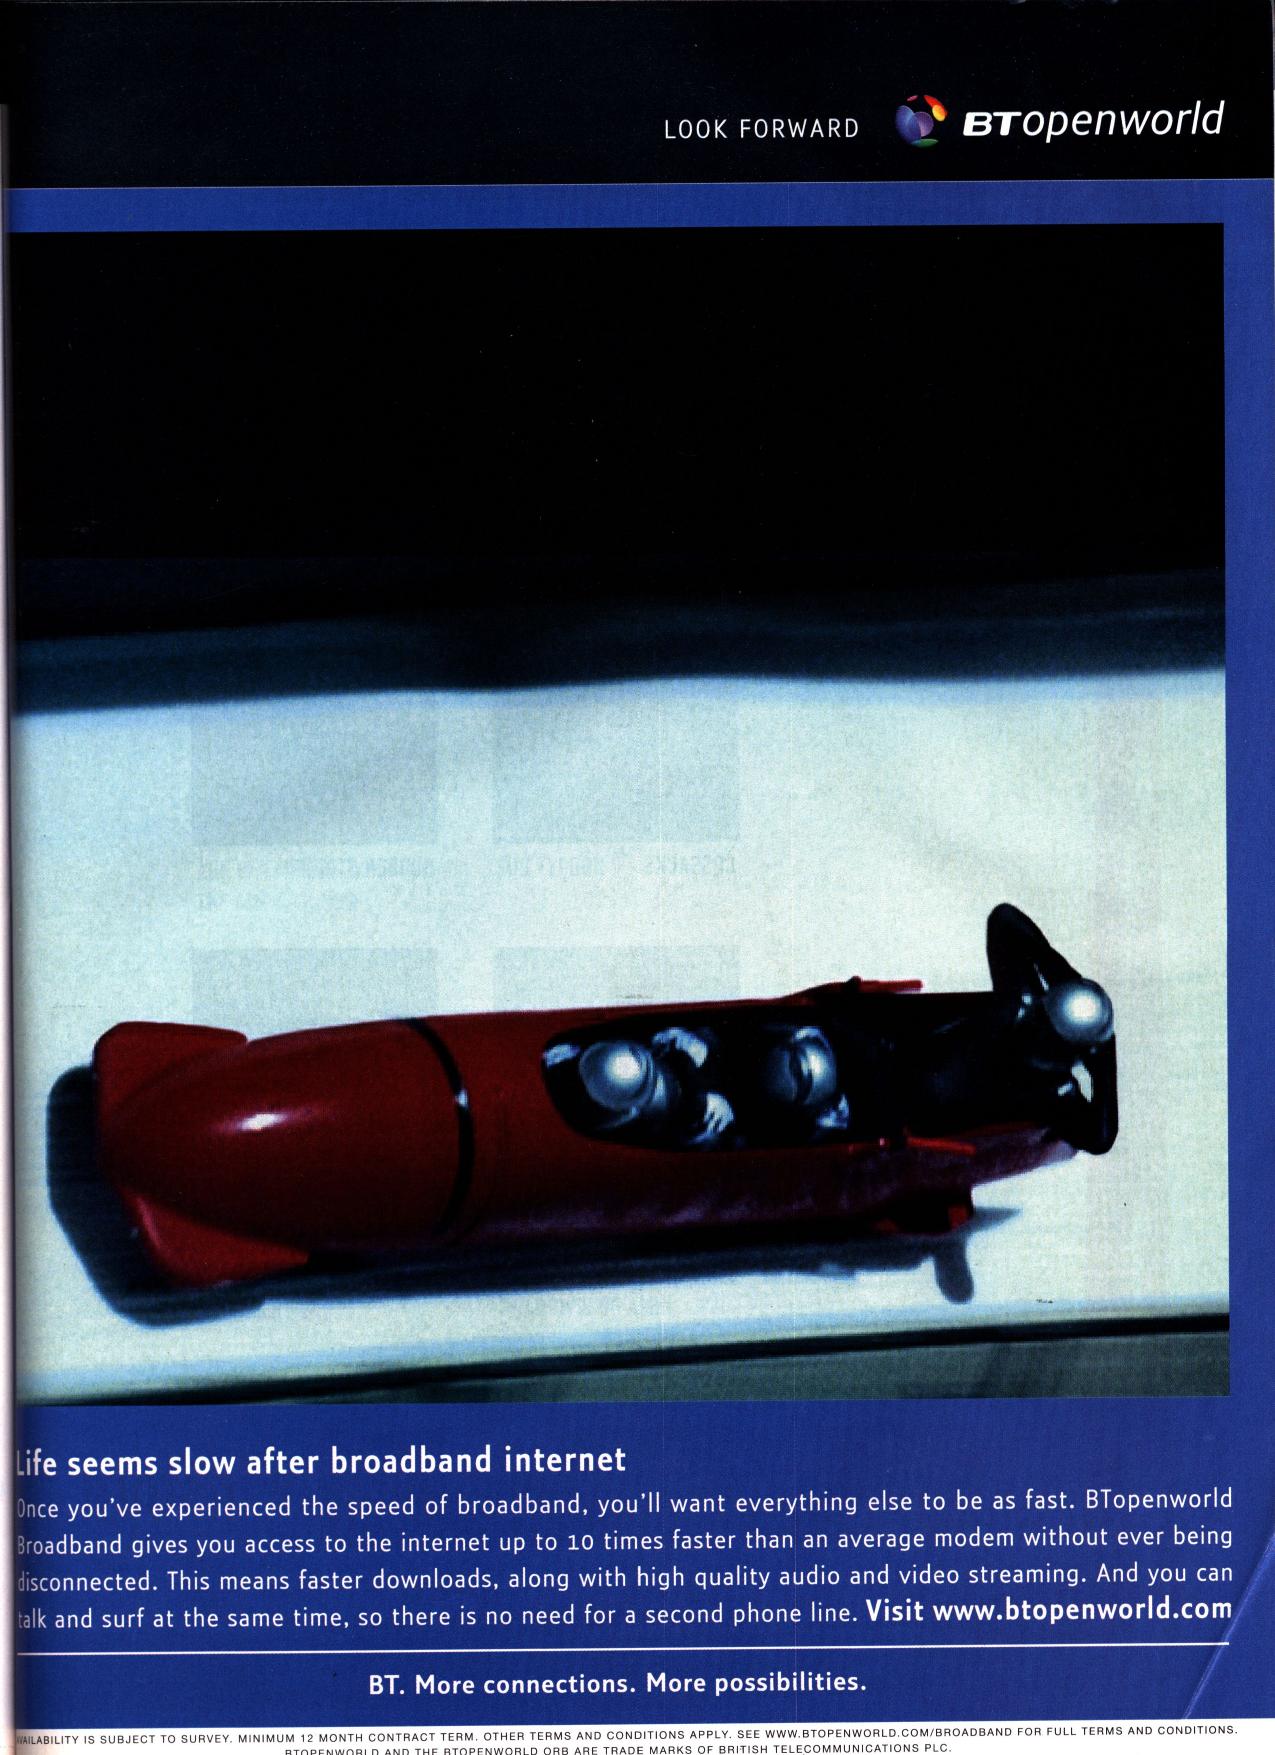 LOOK FORWARD BTopenworld
Life seems slow after broadband internet
Once you've experienced the speed of broadband, you'll want everything else to be as fast. BTopenworld
Broadband gives you access to the internet up to 10 times faster than an average modem without ever being
disconnected. This means faster downloads, along with high quality audio and video streaming. And you can
talk and surf at the same time, so there is no need for a second phone line. Visit www.btopenworld.com
BT. More connections. More possibilities.
AVAILABILITY IS SUBJECT TO SURVEY. MINIMUM 12 MONTH CONTRACT TERM. OTHER TERMS AND CONDITIONS APPLY. SEE WWW.BTOPENWORLD.COM/BROADBAND FOR FULL TERMS AND CONDITIONS.
BTOPENWORLD AND THE BTOPENWORLD ORB ARE TRADE MARKS OF BRITISH TELECOMMUNICATIONS PLC.